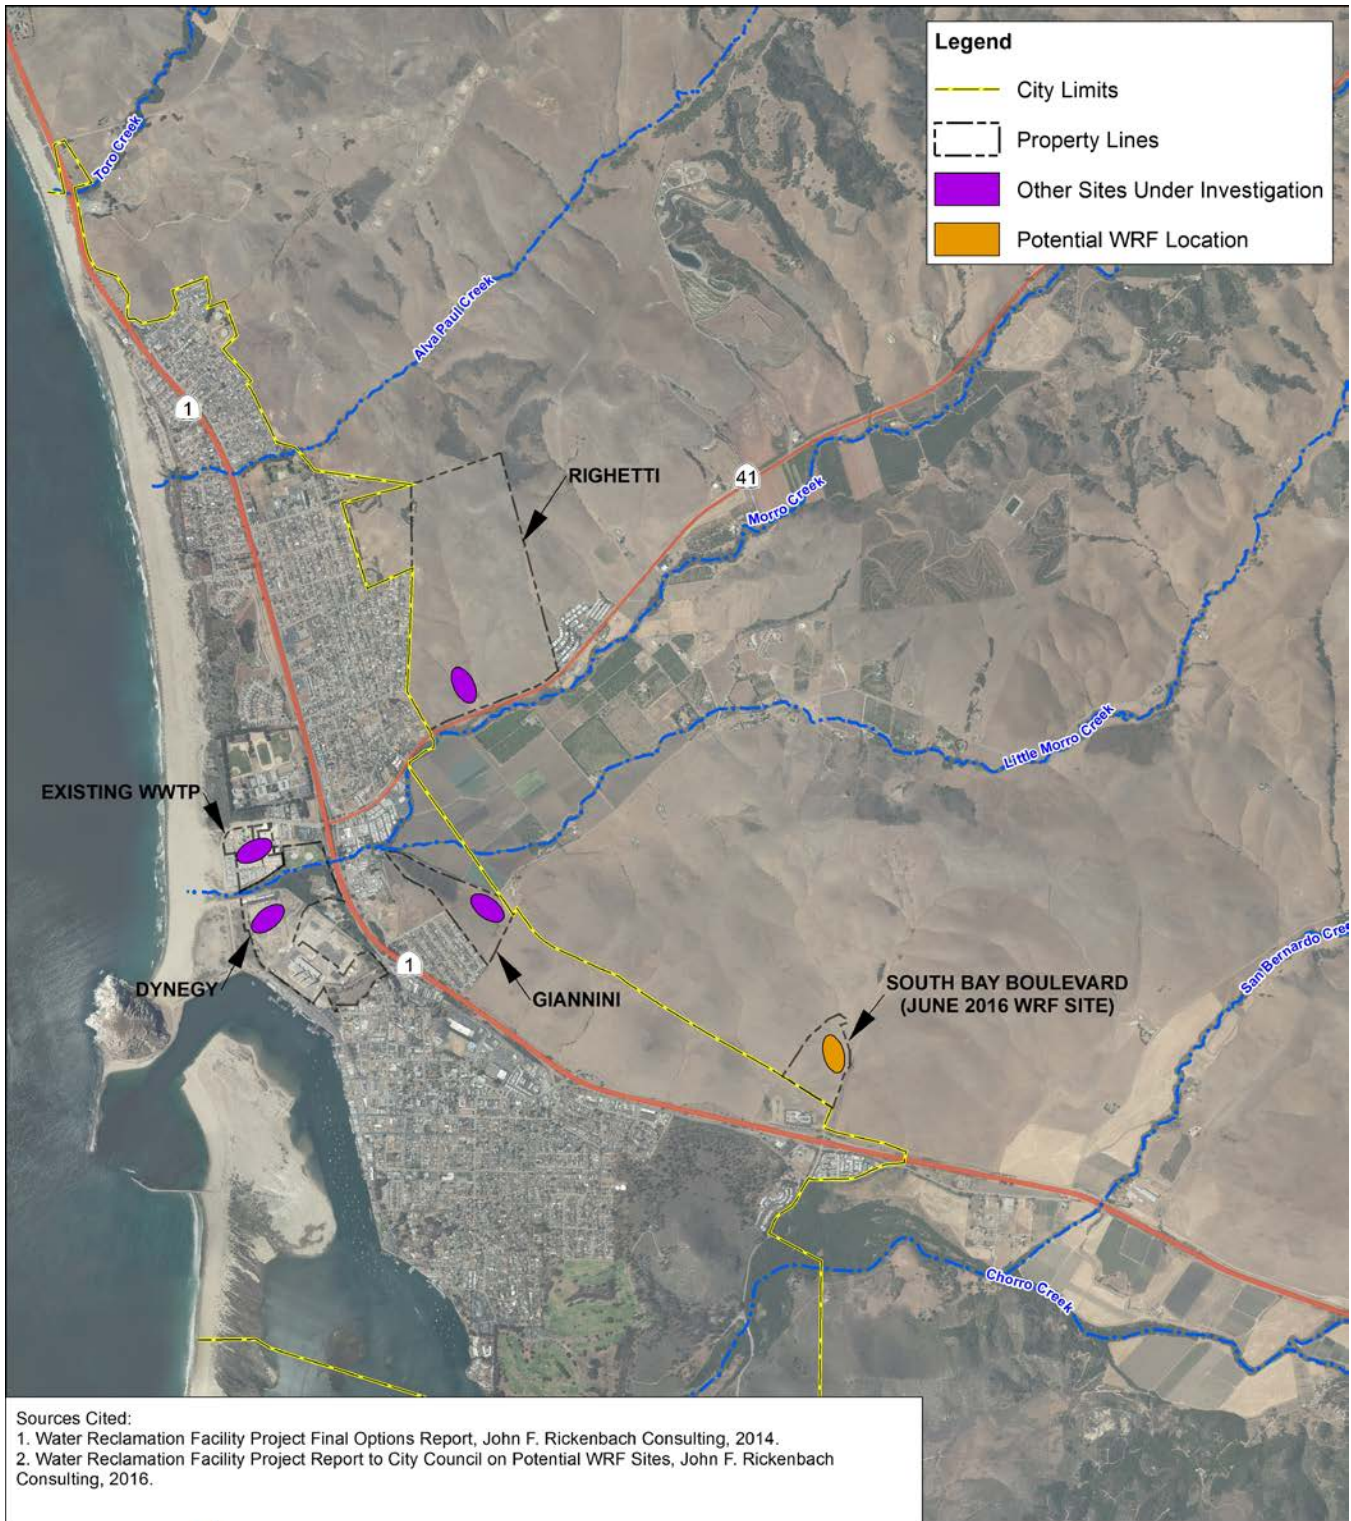 Legend
City Limits
Property Lines
Other Sites Under Investigation
Potential WRF Location
Toro Creek
Alva Paul Creek
1
RIGHETTI
41
Morro Creek
Little Morro Creek
EXISTING WWTP
San Bernardo Creek
1
DYNEGY
GIANNINI
SOUTH BAY BOULEVARD
(JUNE 2016 WRF SITE)
Chorro Creek
Sources Cited:
1. Water Reclamation Facility Project Final Options Report, John F. Rickenbach Consulting, 2014.
2. Water Reclamation Facility Project Report to City Council on Potential WRF Sites, John F. Rickenbach
Consulting, 2016.